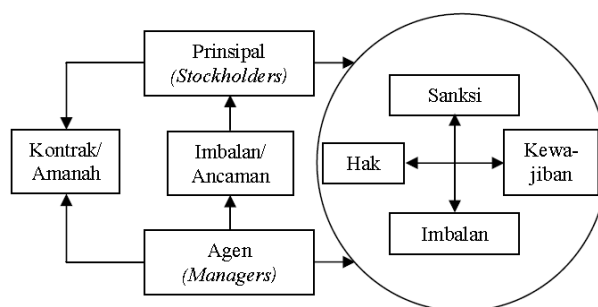 Prinsipal
(Stockholders)
Sanksi
Kontrak/
Amanah
Imbalan/
Ancaman
Hak
Kewa-
jiban
Imbalan
Agen
(Managers)